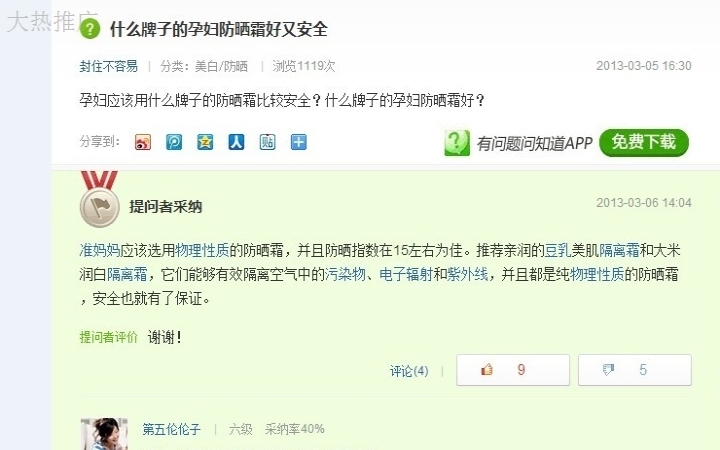 大热推广
什么牌子的孕妇防晒霜好又安全
封住不容易 | 分类：美白/防晒 | 浏览1119次 2013-03-05 16:30
孕妇应该用什么牌子的防晒霜比较安全？什么牌子的孕妇防晒霜好？
分享到： 有问题问知道APP 免费下载
提问者采纳 2013-03-06 14:04
准妈妈应该选用物理性质的防晒霜，并且防晒指数在15左右为佳。推荐亲润的豆乳美肌隔离霜和大米
润白隔离霜，它们能够有效隔离空气中的污染物、电子辐射和紫外线，并且都是纯物理性质的防晒霜
，安全也就有了保证。
提问者评价 谢谢！
评论(4) | 9 5
第五伦伦子 | 六级 采纳率40%